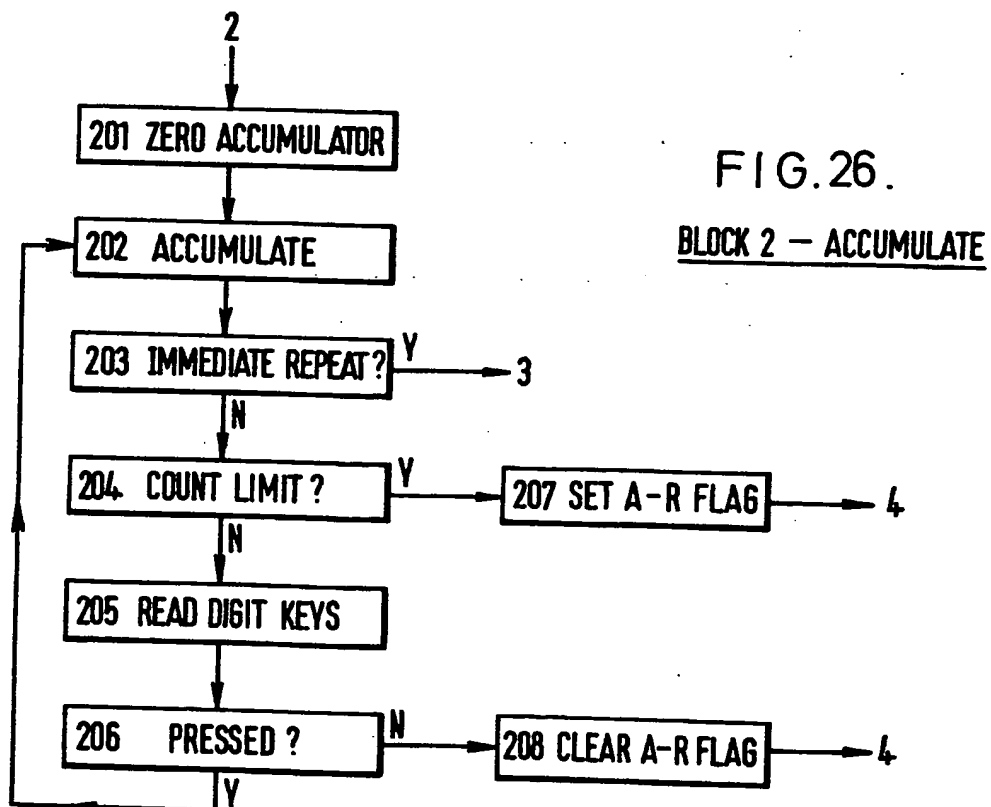 2
201 ZERO ACCUMULATOR
FIG.26.
BLOCK 2 — ACCUMULATE
202 ACCUMULATE
203 IMMEDIATE REPEAT?
Y
3
N
204 COUNT LIMIT?
Y
207 SET A-R FLAG
4
N
205 READ DIGIT KEYS
206 PRESSED?
N
208 CLEAR A-R FLAG
4
Y